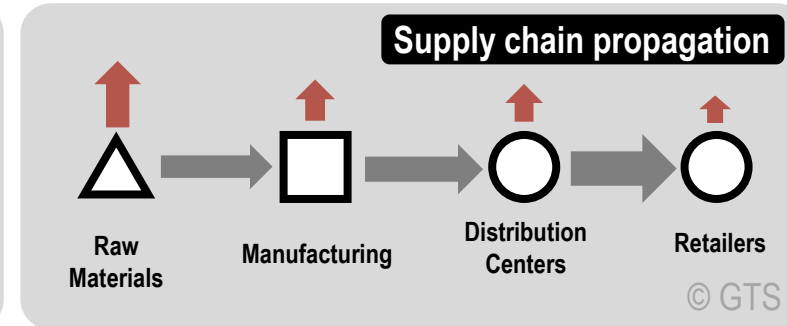 Supply chain propagation
Raw
Materials
Manufacturing
Distribution
Centers
Retailers
© GTS